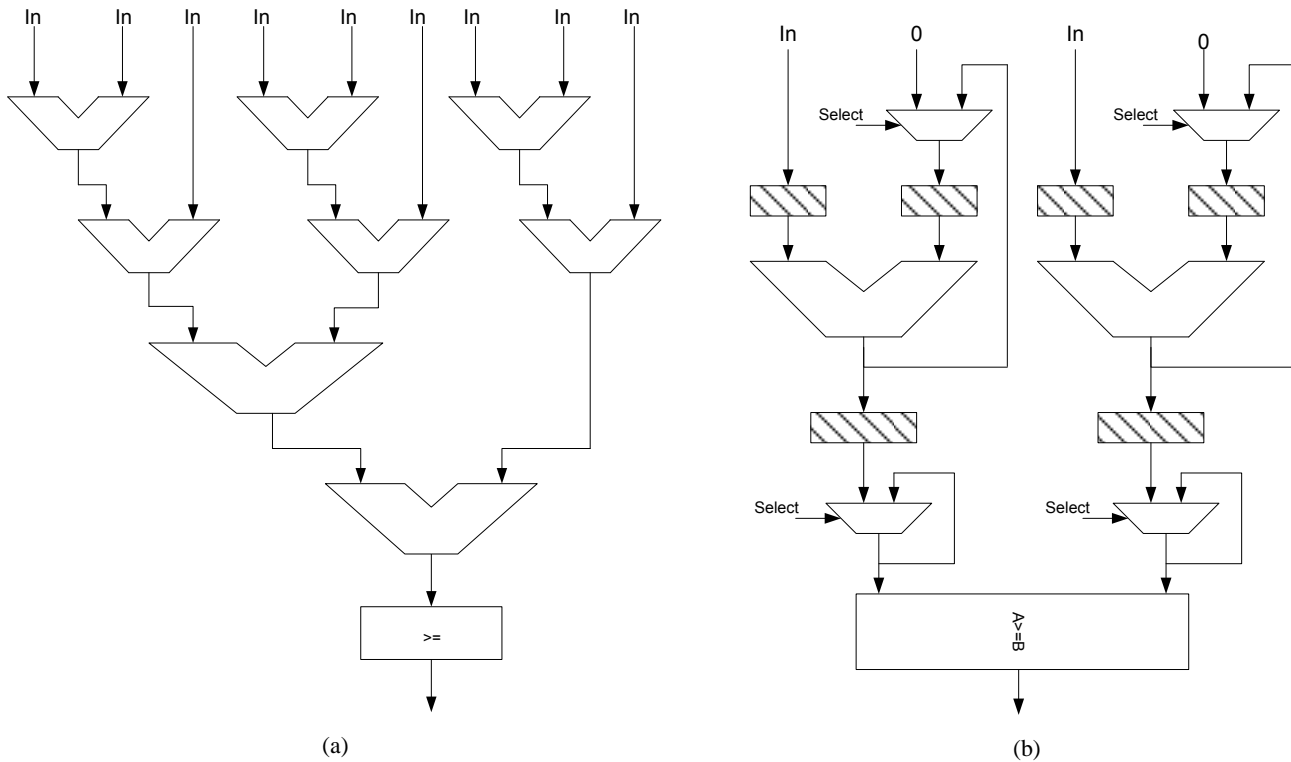 In In In In In In In In In
>=
(a)
In 0 In 0
Select Select
Select Select
A>=B
(b)